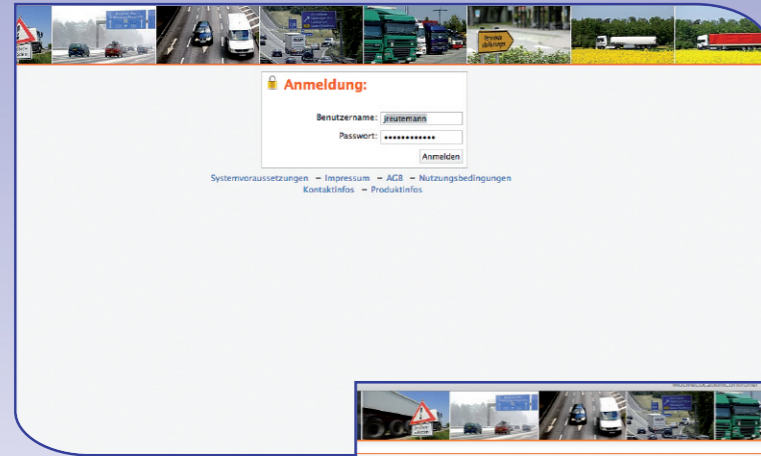 Anmeldung:
Benutzername: jreutemann
Passwort: ••••••••••••
Anmelden
Systemvoraussetzungen – Impressum – AGB – Nutzungsbedingungen
Kontaktinfos – Produktinfos